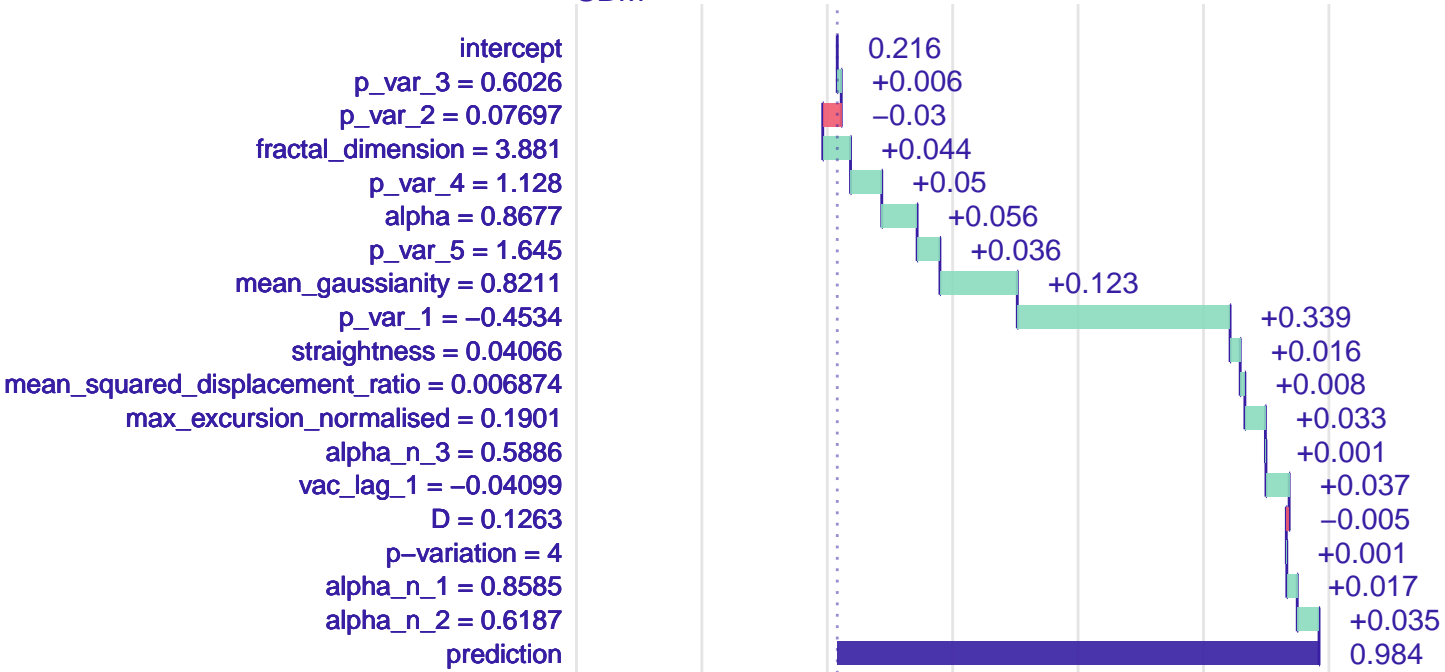 intercept 0.216
p_var_3 = 0.6026 +0.006
p_var_2 = 0.07697 −0.03
fractal_dimension = 3.881 +0.044
p_var_4 = 1.128 +0.05
alpha = 0.8677 +0.056
p_var_5 = 1.645 +0.036
mean_gaussianity = 0.8211 +0.123
p_var_1 = −0.4534 +0.339
straightness = 0.04066 +0.016
mean_squared_displacement_ratio = 0.006874 +0.008
max_excursion_normalised = 0.1901 +0.033
alpha_n_3 = 0.5886 +0.001
vac_lag_1 = −0.04099 +0.037
D = 0.1263 −0.005
p−variation = 4 +0.001
alpha_n_1 = 0.8585 +0.017
alpha_n_2 = 0.6187 +0.035
prediction 0.984